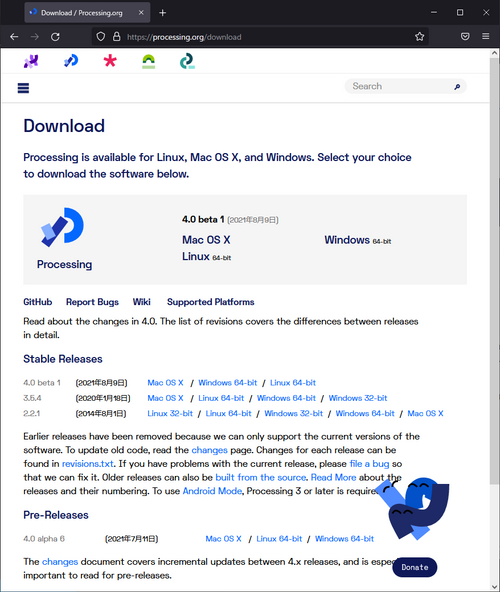 Download / Processing.org
https://processing.org/download
Search
Download
Processing is available for Linux, Mac OS X, and Windows. Select your choice
to download the software below.
4.0 beta 1 (2021年8月9日)
Mac OS X
Windows 64-bit
Linux 64-bit
Processing
GitHub Report Bugs Wiki Supported Platforms
Read about the changes in 4.0. The list of revisions covers the differences between releases
in detail.
Stable Releases
4.0 beta 1 (2021年8月9日) Mac OS X / Windows 64-bit / Linux 64-bit
3.5.4 (2020年1月18日) Mac OS X / Linux 64-bit / Windows 64-bit / Windows 32-bit
2.2.1 (2014年8月1日) Linux 32-bit / Linux 64-bit / Windows 32-bit / Windows 64-bit / Mac OS X
Earlier releases have been removed because we can only support the current versions of the
software. To update old code, read the changes page. Changes for each release can be
found in revisions.txt. If you have problems with the current release, please file a bug so
that we can fix it. Older releases can also be built from the source. Read More about the
releases and their numbering. To use Android Mode, Processing 3 or later is require
Pre-Releases
4.0 alpha 6 (2021年7月11日) Mac OS X / Linux 64-bit / Windows 64-bit
The changes document covers incremental updates between 4.x releases, and is espec
important to read for pre-releases.
Donate